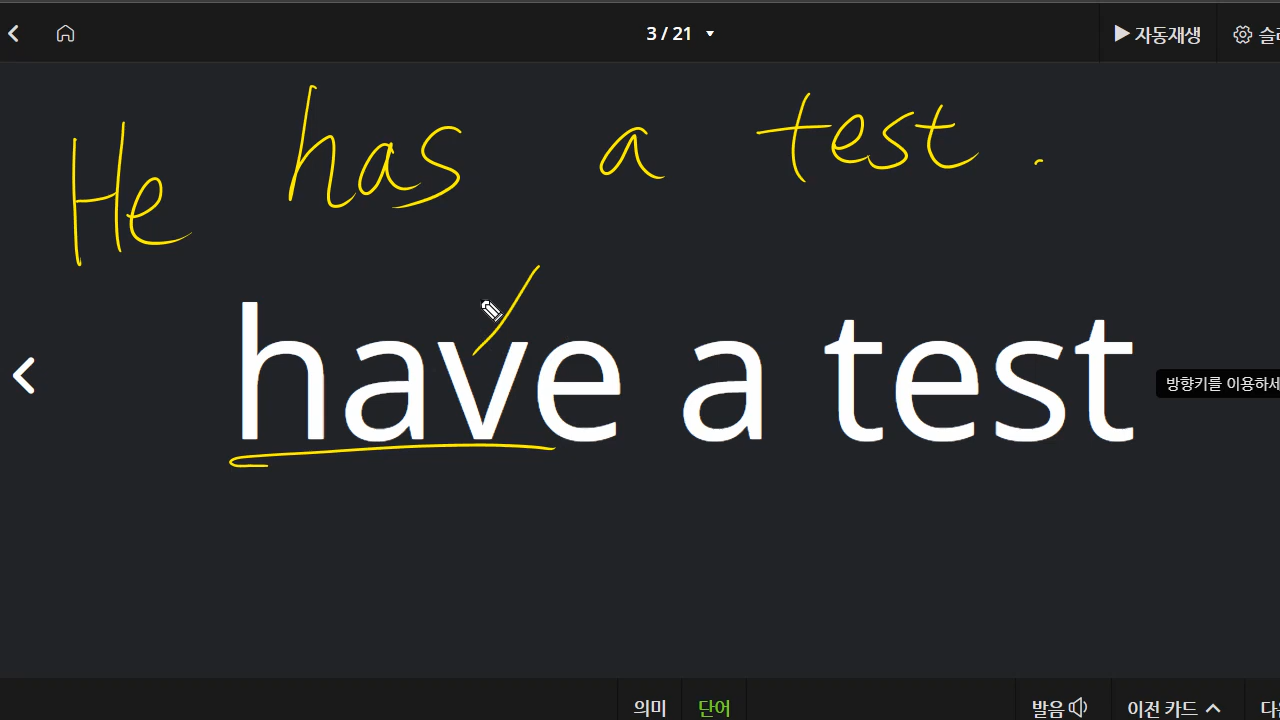 3 / 21
자동재생
He has a test.
have a test
방향키를 이용하세
의미 단어 발음 이전 카드